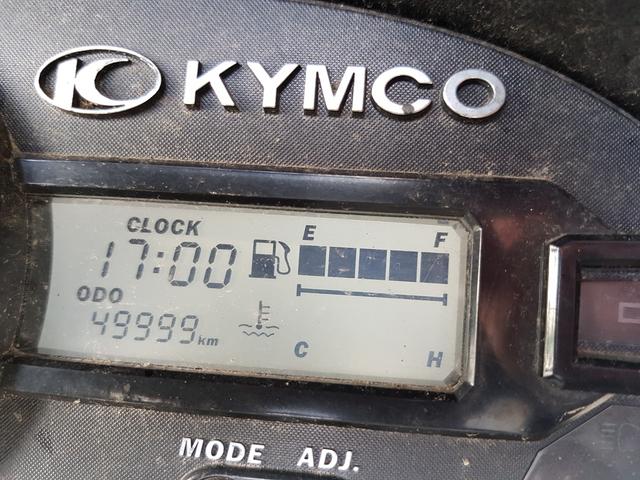 KYMCO
CLOCK
17:00
E F
ODO
49999 km
C H
MODE ADJ.